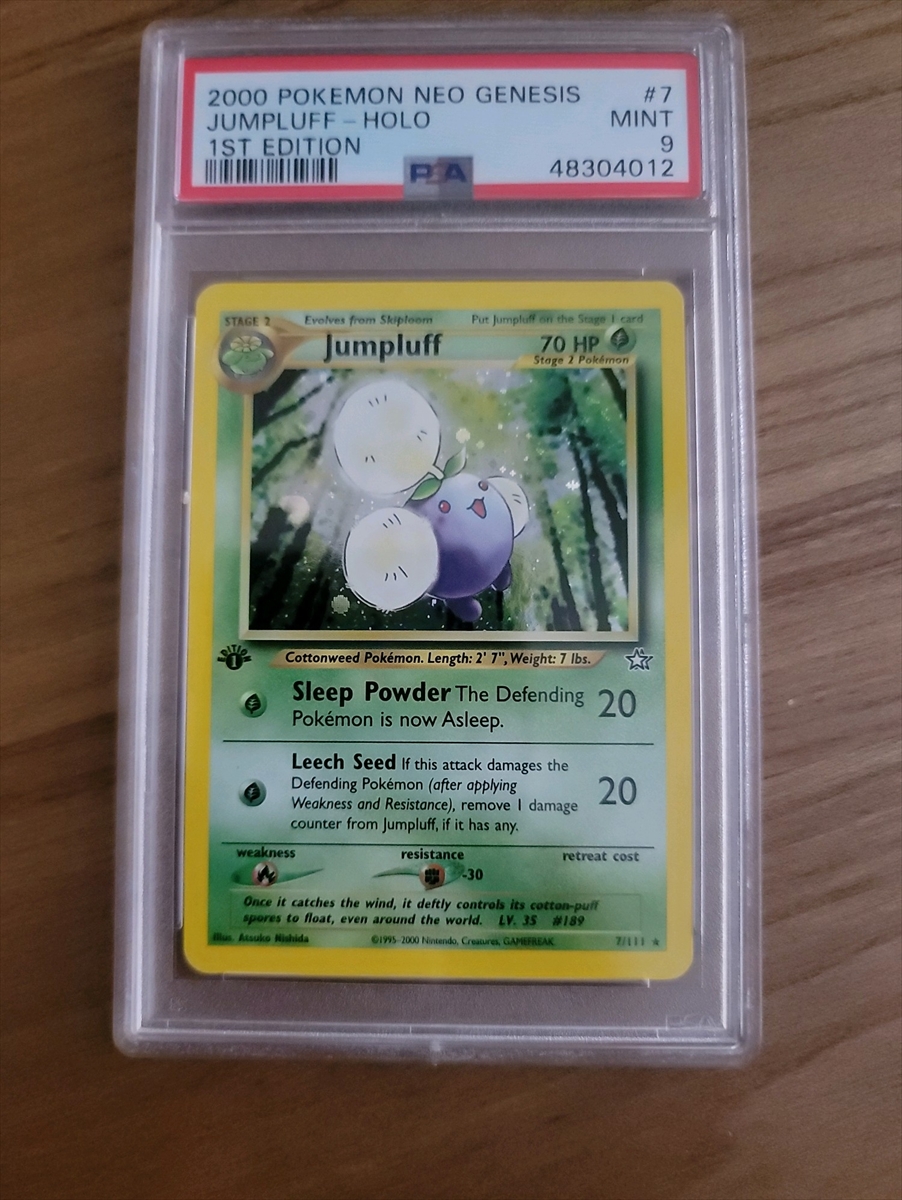 2000 POKEMON NEO GENESIS #7
JUMPLUFF - HOLO MINT
1ST EDITION 9
PSA 48304012
STAGE 2 Evolves from Skiploom Put Jumpluff on the Stage 1 card
Jumpluff 70 HP
Stage 2 Pokémon
EDITION
1
Cottonweed Pokémon. Length: 2' 7", Weight: 7 lbs.
Sleep Powder The Defending 20
Pokémon is now Asleep.
Leech Seed If this attack damages the
Defending Pokémon (after applying 20
Weakness and Resistance), remove 1 damage
counter from Jumpluff, if it has any.
weakness resistance retreat cost
-30
Once it catches the wind, it deftly controls its cotton-puff
spores to float, even around the world. LV. 35 #189
Illus. Atsuko Nishida ©1995-2000 Nintendo, Creatures, GAMEFREAK 7/111 ★
PSA